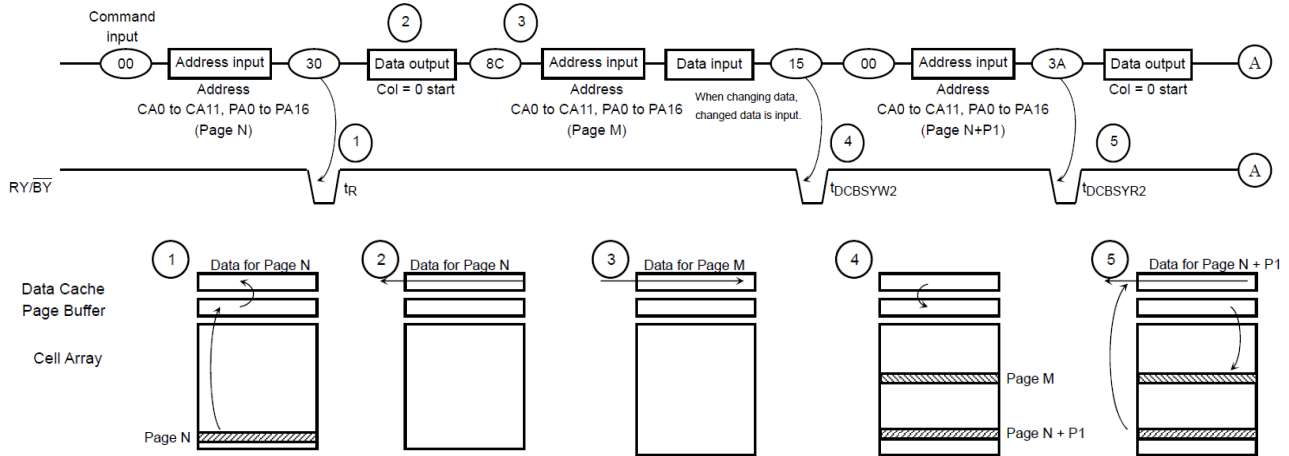 Command
input
2
3
00
Address input
30
Data output
8C
Address input
Data input
15
00
Address input
3A
Data output
A
Address
CA0 to CA11, PA0 to PA16
(Page N)
Col = 0 start
Address
CA0 to CA11, PA0 to PA16
(Page M)
When changing data,
changed data is input.
Address
CA0 to CA11, PA0 to PA16
(Page N+P1)
Col = 0 start
1
4
5
RY/BY
tR
tDCBSYW2
tDCBSYR2
A
1
Data for Page N
2
Data for Page N
3
Data for Page M
4
5
Data for Page N + P1
Data Cache
Page Buffer
Cell Array
Page M
Page N
Page N + P1